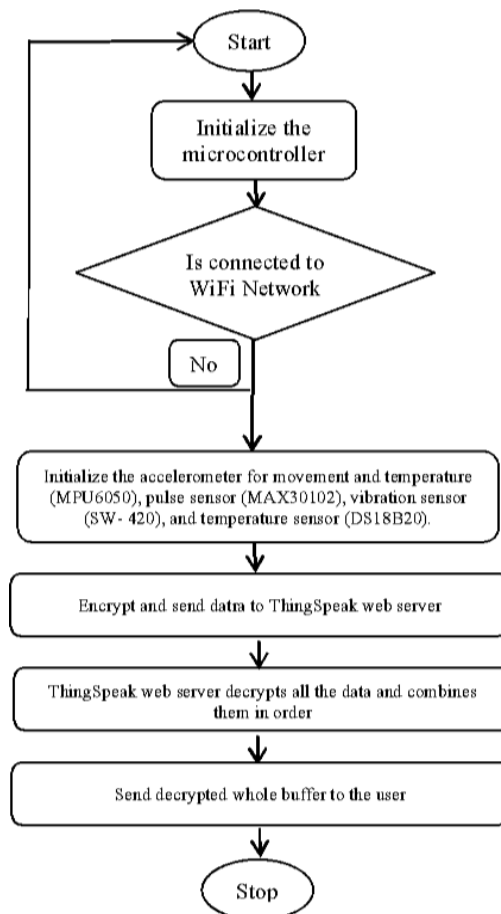 Start
Initialize the
microcontroller
Is connected to
WiFi Network
No
Initialize the accelerometer for movement and temperature
(MPU6050), pulse sensor (MAX30102), vibration sensor
(SW- 420), and temperature sensor (DS18B20).
Encrypt and send datra to ThingSpeak web server
ThingSpeak web server decrypts all the data and combines
them in order
Send decrypted whole buffer to the user
Stop